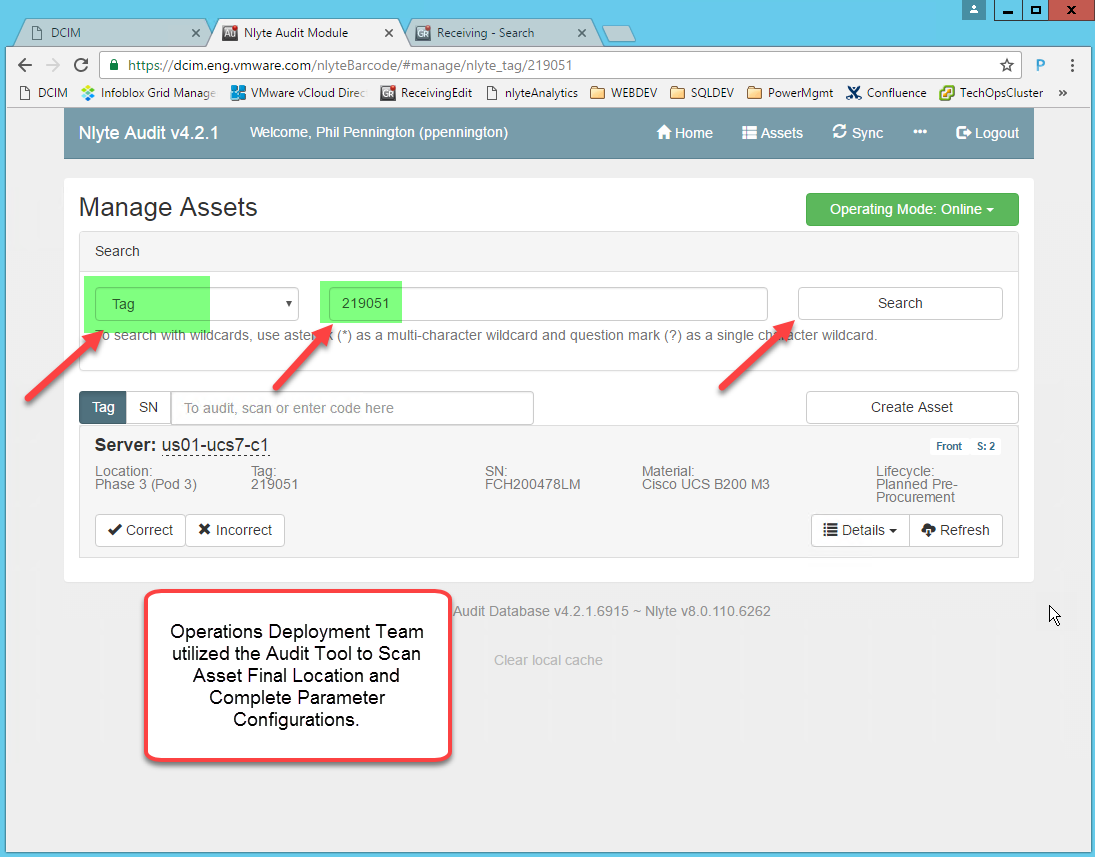 DCIM
Nlyte Audit Module
Receiving - Search
https://dcim.eng.vmware.com/nlyteBarcode/#manage/nlyte_tag/219051
P
DCIM
Infoblox Grid Manage
VMware vCloud Direc
ReceivingEdit
nlyteAnalytics
WEBDEV
SQLDEV
PowerMgmt
Confluence
TechOpsCluster
»
Nlyte Audit v4.2.1
Welcome, Phil Pennington (ppennington)
Home
Assets
Sync
•••
Logout
Manage Assets
Operating Mode: Online
Search
Tag
219051
Search
To search with wildcards, use asterisk (*) as a multi-character wildcard and question mark (?) as a single character wildcard.
Tag
SN
To audit, scan or enter code here
Create Asset
Server: us01-ucs7-c1
Front
S: 2
Location:
Phase 3 (Pod 3)
Tag:
219051
SN:
FCH200478LM
Material:
Cisco UCS B200 M3
Lifecycle:
Planned Pre-
Procurement
Correct
Incorrect
Details
Refresh
Audit Database v4.2.1.6915 ~ Nlyte v8.0.110.6262
Clear local cache
Operations Deployment Team
utilized the Audit Tool to Scan
Asset Final Location and
Complete Parameter
Configurations.